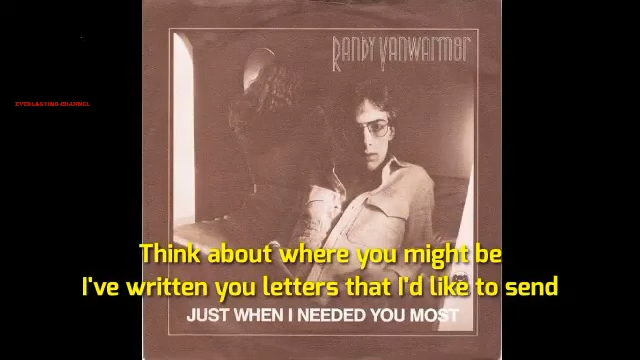 RANDY VANWARMER
EVERLASTING CHANNEL
Think about where you might be
I've written you letters that I'd like to send
JUST WHEN I NEEDED YOU MOST